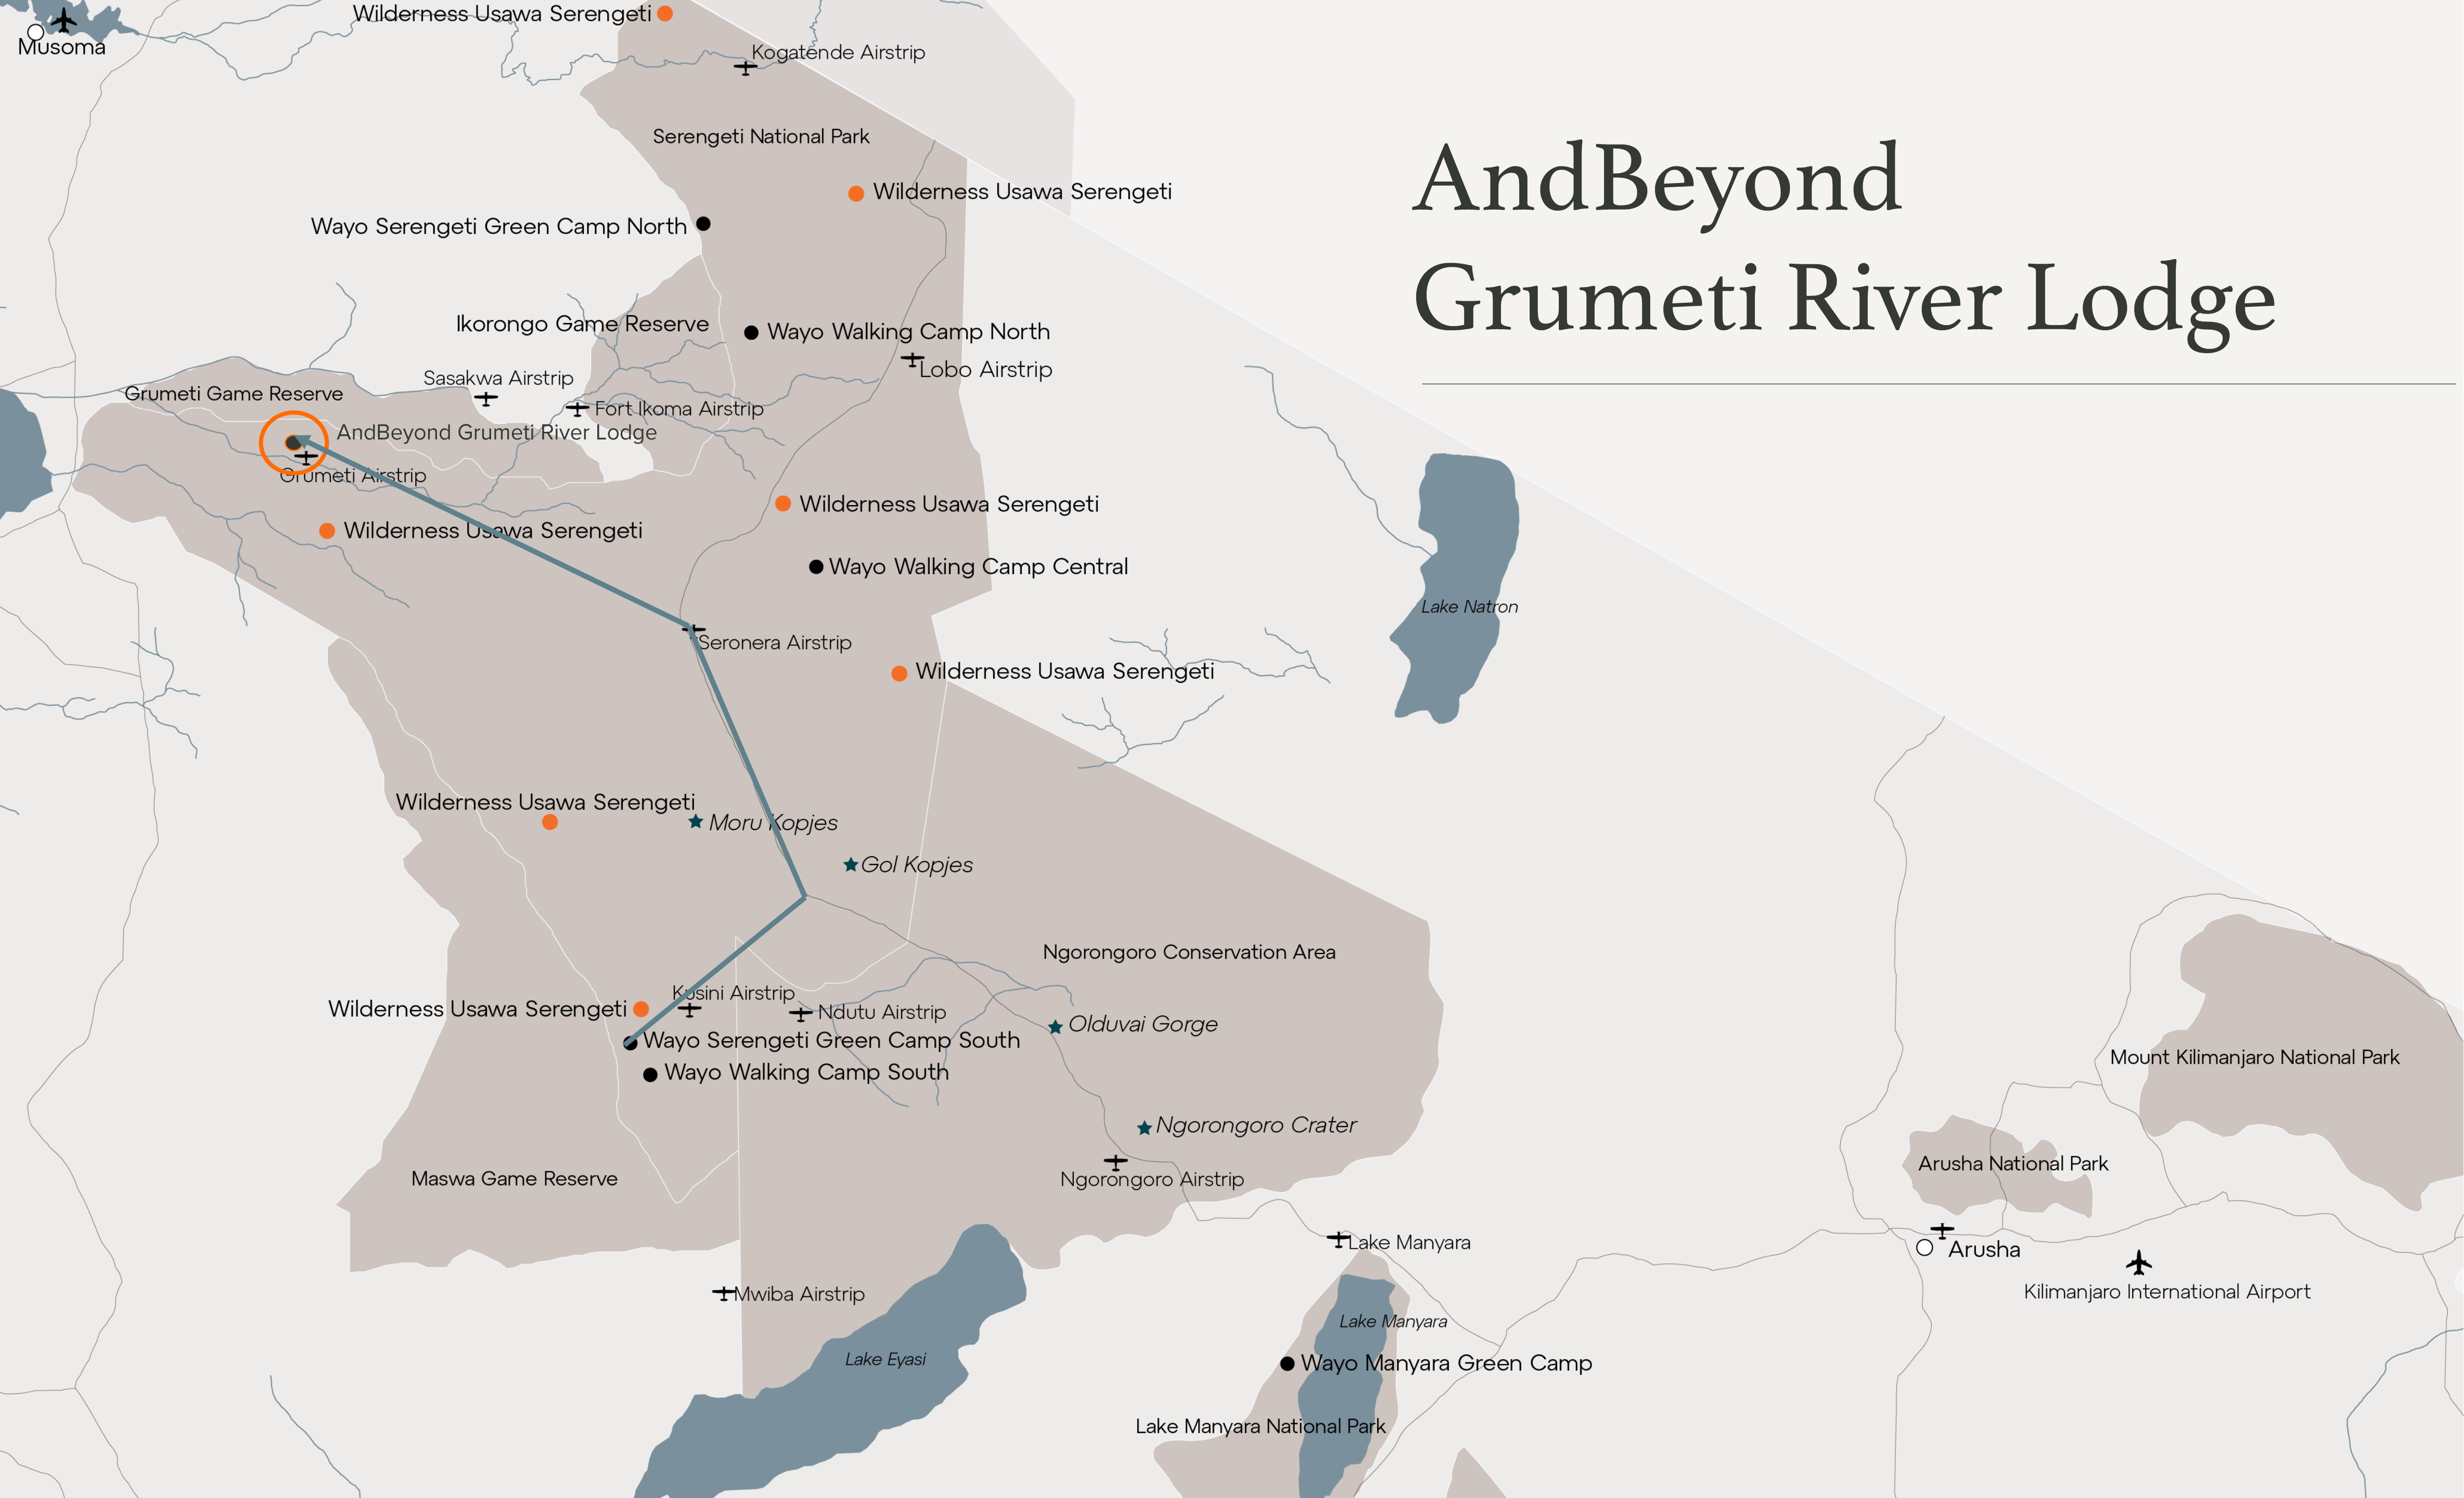 Wilderness Usawa Serengeti
Musoma
Kogatende Airstrip
AndBeyond
Grumeti River Lodge
Serengeti National Park
Wilderness Usawa Serengeti
Wayo Serengeti Green Camp North
Ikorongo Game Reserve
Wayo Walking Camp North
Lobo Airstrip
Sasakwa Airstrip
Grumeti Game Reserve
Fort Ikoma Airstrip
AndBeyond Grumeti River Lodge
Grumeti Airstrip
Wilderness Usawa Serengeti
Wilderness Usawa Serengeti
Wayo Walking Camp Central
Lake Natron
Seronera Airstrip
Wilderness Usawa Serengeti
Wilderness Usawa Serengeti
Moru Kopjes
Gol Kopjes
Ngorongoro Conservation Area
Kusini Airstrip
Wilderness Usawa Serengeti
Ndutu Airstrip
Olduvai Gorge
Wayo Serengeti Green Camp South
Mount Kilimanjaro National Park
Wayo Walking Camp South
Ngorongoro Crater
Arusha National Park
Maswa Game Reserve
Ngorongoro Airstrip
Lake Manyara
Arusha
Kilimanjaro International Airport
Mwiba Airstrip
Lake Manyara
Lake Eyasi
Wayo Manyara Green Camp
Lake Manyara National Park